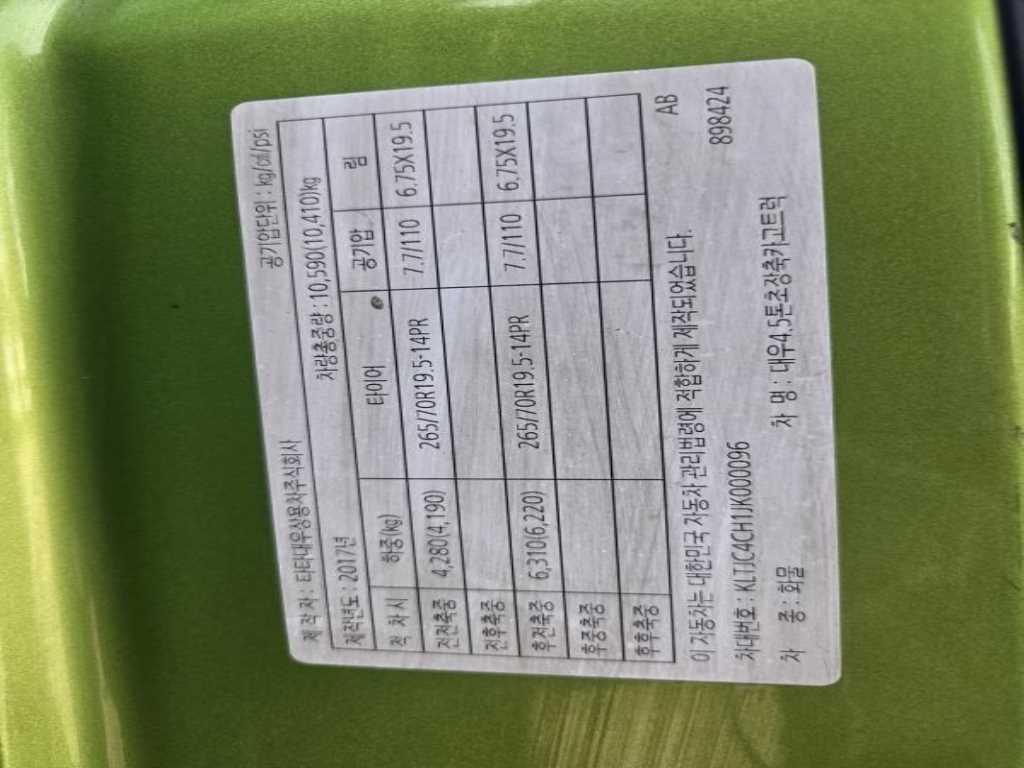 공기압단위 : kg/㎠/psi
제 작 자 : 타타대우상용차주식회사
제작년도 : 2017년 차량총중량 : 10,590(10,410)kg
적 차 시 하중(kg) 타이어 공기압 림
전전축중 4,280(4,190) 265/70R19.5-14PR 7.7/110 6.75X19.5
전후축중
후전축중 6,310(6,220) 265/70R19.5-14PR 7.7/110 6.75X19.5
후중축중
후후축중
이 자동차는 대한민국 자동차 관리법령에 적합하게 제작되었습니다. AB
차대번호 : KLTJC4CH1JK000096 898424
차 종 : 화물 차 명 : 대우4.5톤초장축카고트럭